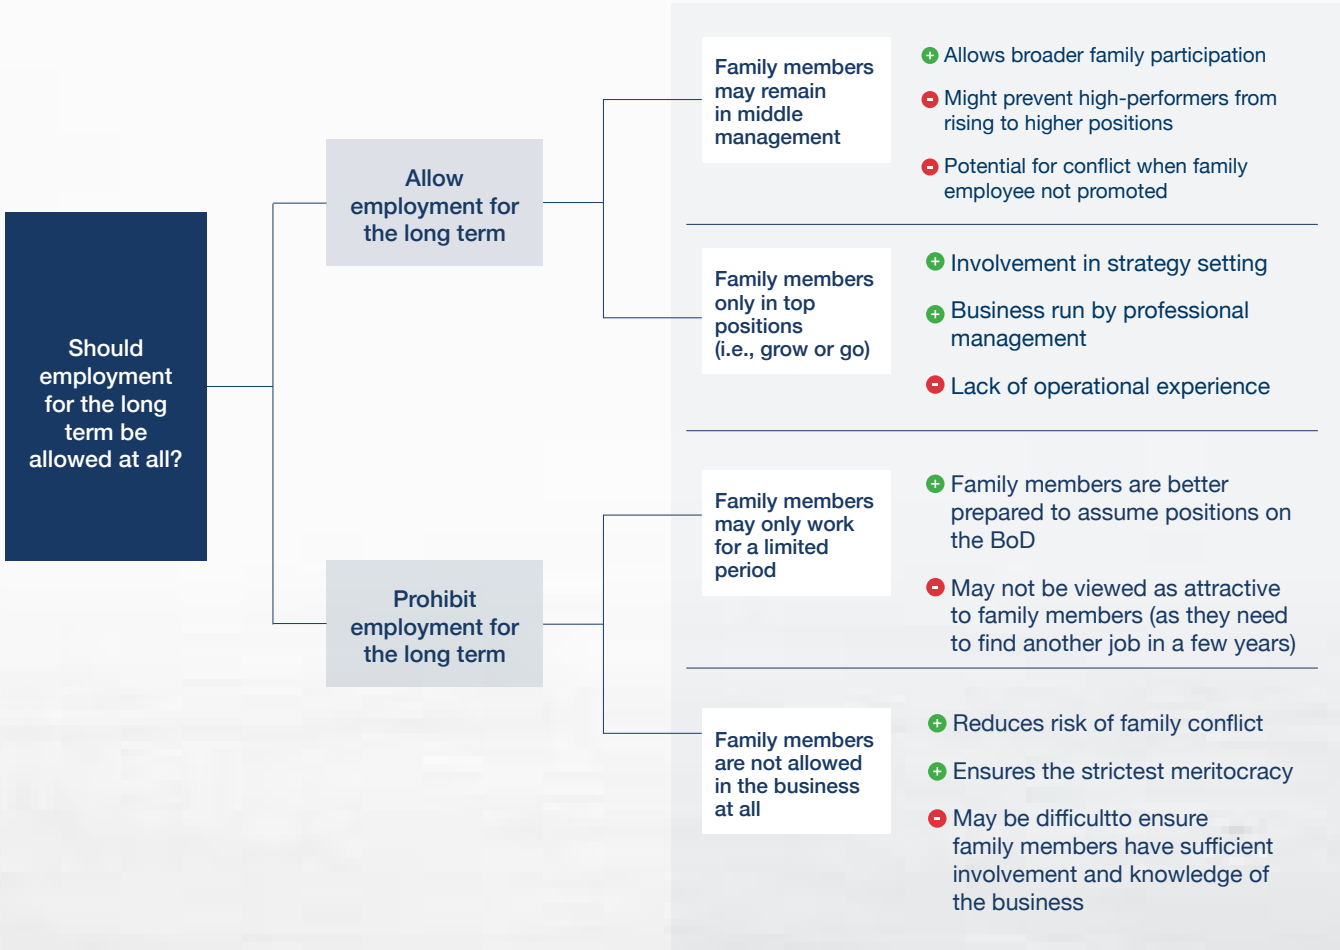 Should
employment
for the long
term be
allowed at all?
Allow
employment for
the long term
Family members
may remain
in middle
management
+ Allows broader family participation
- Might prevent high-performers from
rising to higher positions
- Potential for conflict when family
employee not promoted
Family members
only in top
positions
(i.e., grow or go)
+ Involvement in strategy setting
+ Business run by professional
management
- Lack of operational experience
Prohibit
employment for
the long term
Family members
may only work
for a limited
period
+ Family members are better
prepared to assume positions on
the BoD
- May not be viewed as attractive
to family members (as they need
to find another job in a few years)
Family members
are not allowed
in the business
at all
+ Reduces risk of family conflict
+ Ensures the strictest meritocracy
- May be difficultto ensure
family members have sufficient
involvement and knowledge of
the business